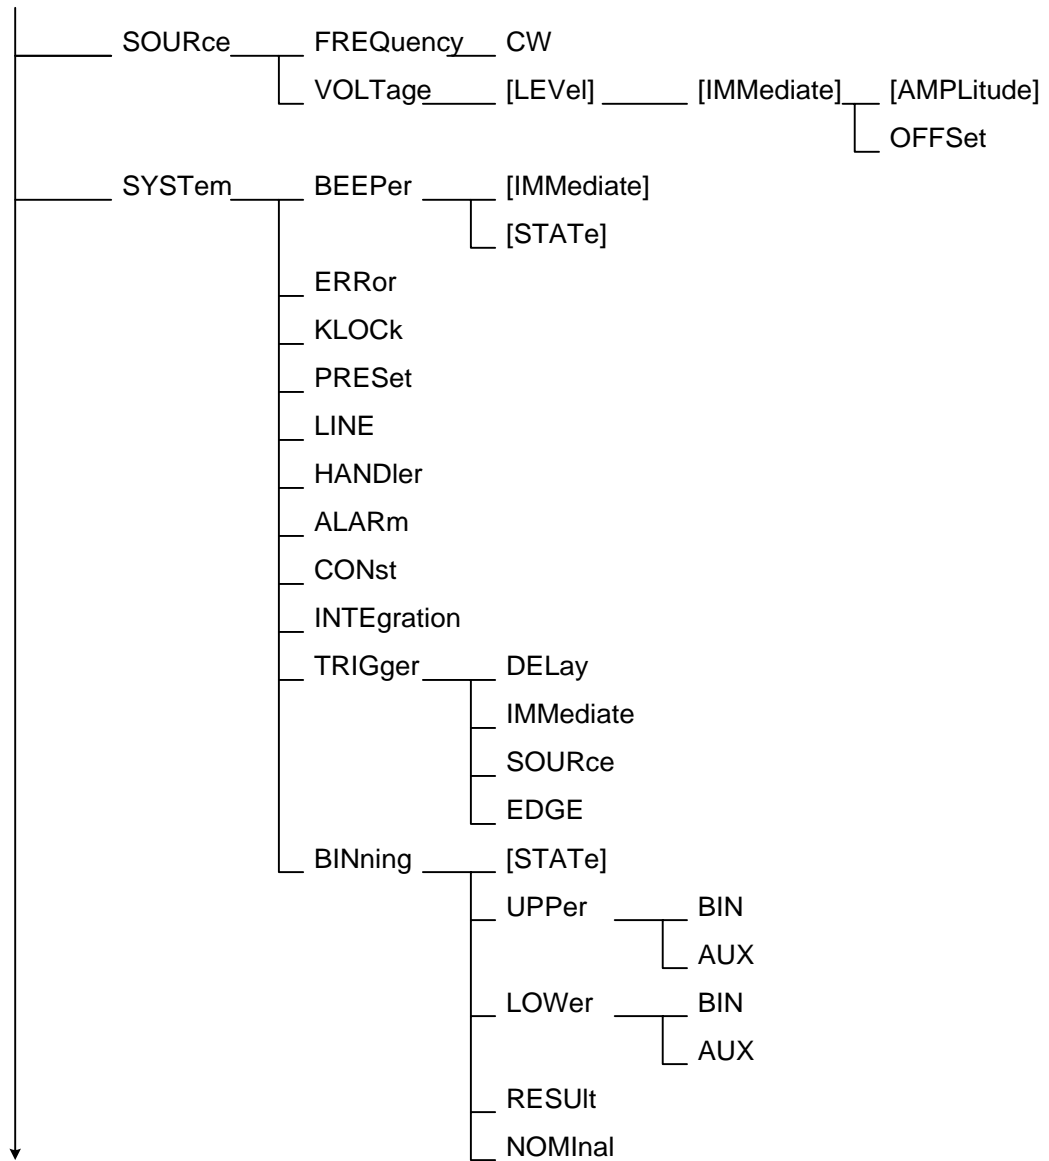 SOURce FREQuency CW
VOLTage [LEVel] [IMMediate] [AMPLitude]
OFFSet
SYSTem BEEPer [IMMediate]
[STATe]
ERRor
KLOCk
PRESet
LINE
HANDler
ALARm
CONst
INTEgration
TRIGger DELay
IMMediate
SOURce
EDGE
BINning [STATe]
UPPer BIN
AUX
LOWer BIN
AUX
RESUlt
NOMInal